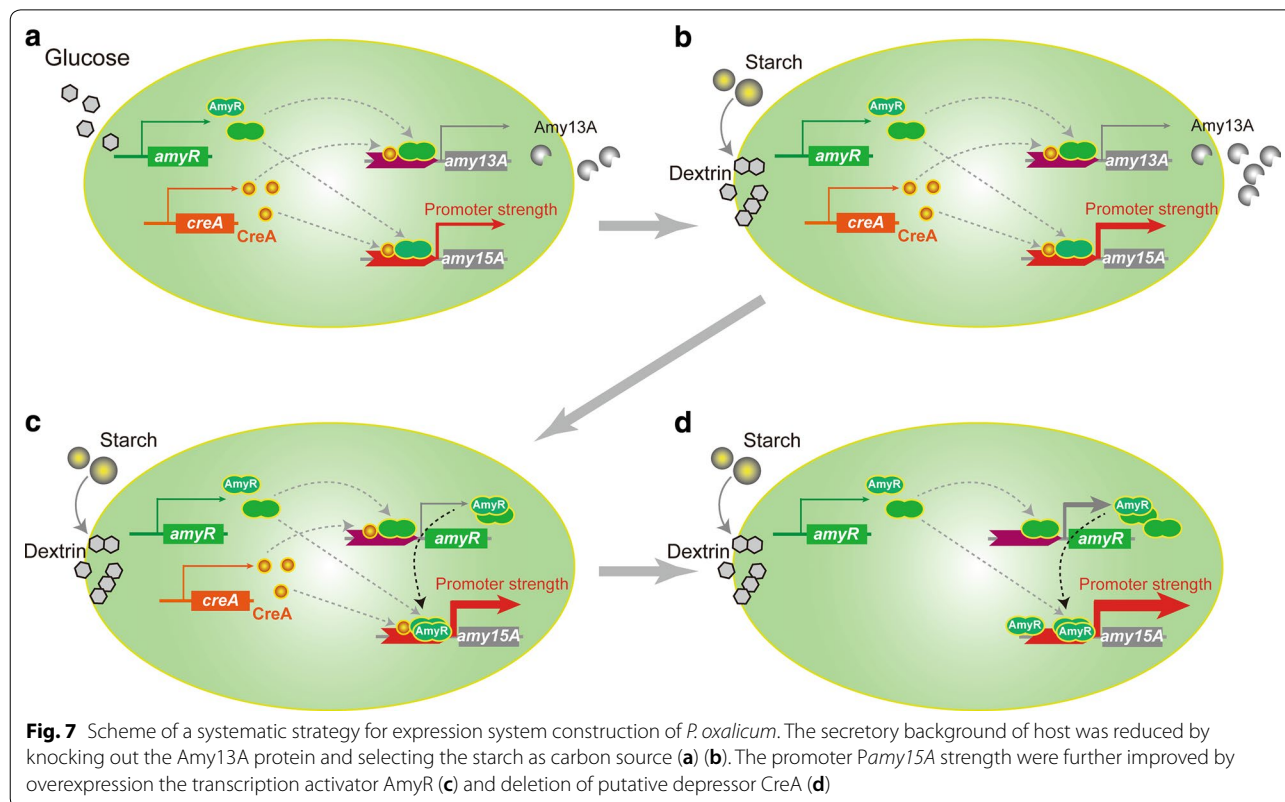 a
Glucose
AmyR
amyR
creA
CreA
Amy13A
amy13A
Promoter strength
amy15A
b
Starch
Dextrin
AmyR
amyR
creA
CreA
Amy13A
amy13A
Promoter strength
amy15A
c
Starch
Dextrin
AmyR
amyR
creA
CreA
AmyR
amyR
Promoter strength
AmyR
amy15A
d
Starch
Dextrin
AmyR
amyR
AmyR
amyR
Promoter strength
AmyR
AmyR
amy15A
Fig. 7 Scheme of a systematic strategy for expression system construction of P. oxalicum. The secretory background of host was reduced by
knocking out the Amy13A protein and selecting the starch as carbon source (a) (b). The promoter Pamy15A strength were further improved by
overexpression the transcription activator AmyR (c) and deletion of putative depressor CreA (d)